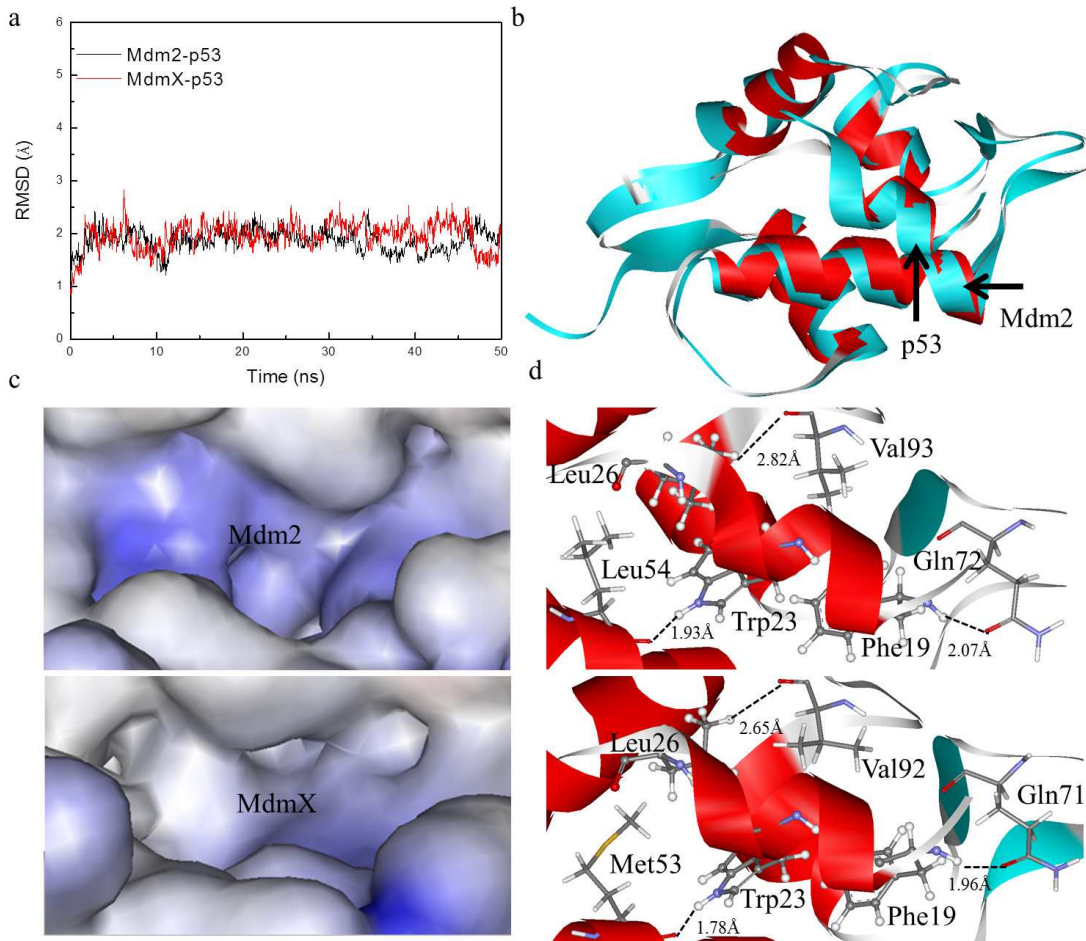 a
6
5
4
3
2
1
0
RMSD (Å)
Mdm2-p53
MdmX-p53
0 10 20 30 40 50
Time (ns)
b
Mdm2
p53
c
Mdm2
MdmX
d
Leu26
2.82Å
Val93
Leu54
Gln72
1.93Å
Trp23
Phe19
2.07Å
2.65Å
Leu26
Val92
Gln71
Met53
Trp23
1.96Å
Phe19
1.78Å